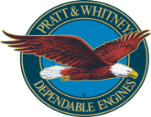 PRATT & WHITNEY
DEPENDABLE ENGINES